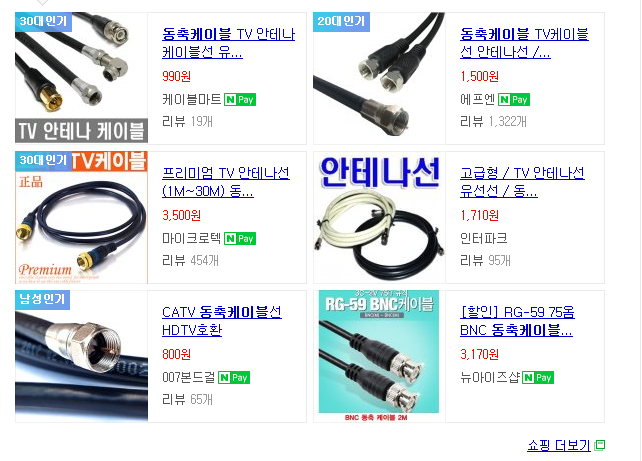 30대인기
TV 안테나 케이블
동축케이블 TV 안테나
케이블선 유...
990원
케이블마트 N Pay
리뷰 19개
20대인기
동축케이블 TV케이블
선 안테나선 /...
1,500원
에프엔 N Pay
리뷰 1,322개
30대인기
TV케이블
正品
Premium
프리미엄 TV 안테나선
(1M~30M) 동...
3,500원
마이크로텍 N Pay
리뷰 454개
안테나선
고급형 / TV 안테나선
유선선 / 동...
1,710원
인터파크
리뷰 95개
남성인기
CATV 동축케이블선
HDTV호환
800원
007본드걸 N Pay
리뷰 65개
RG-59 BNC케이블
BNC 동축 케이블 2M
[할인] RG-59 75옴
BNC 동축케이블...
3,170원
뉴아이즈샵 N Pay
쇼핑 더보기